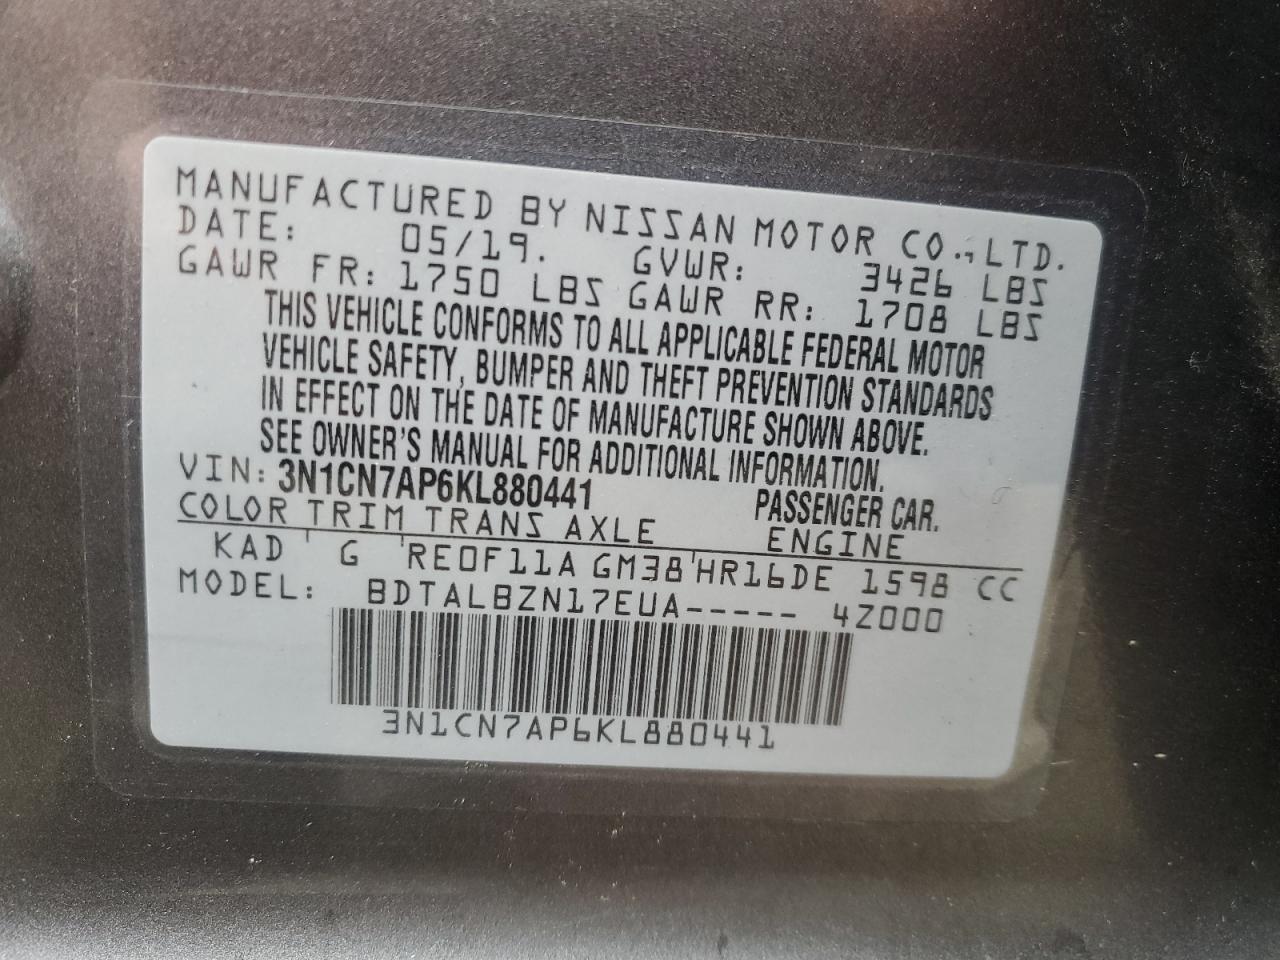 MANUFACTURED BY NISSAN MOTOR CO.,LTD.
DATE: 05/19. GVWR: 3426 LBS
GAWR FR: 1750 LBS GAWR RR: 1708 LBS
THIS VEHICLE CONFORMS TO ALL APPLICABLE FEDERAL MOTOR
VEHICLE SAFETY, BUMPER AND THEFT PREVENTION STANDARDS
IN EFFECT ON THE DATE OF MANUFACTURE SHOWN ABOVE.
SEE OWNER'S MANUAL FOR ADDITIONAL INFORMATION.
VIN: 3N1CN7AP6KL880441 PASSENGER CAR.
COLOR TRIM TRANS AXLE ENGINE
KAD G RE0F11A GM38 HR16DE 1598 CC
MODEL: BDTALBZN17EUA----- 4Z000
3N1CN7AP6KL880441